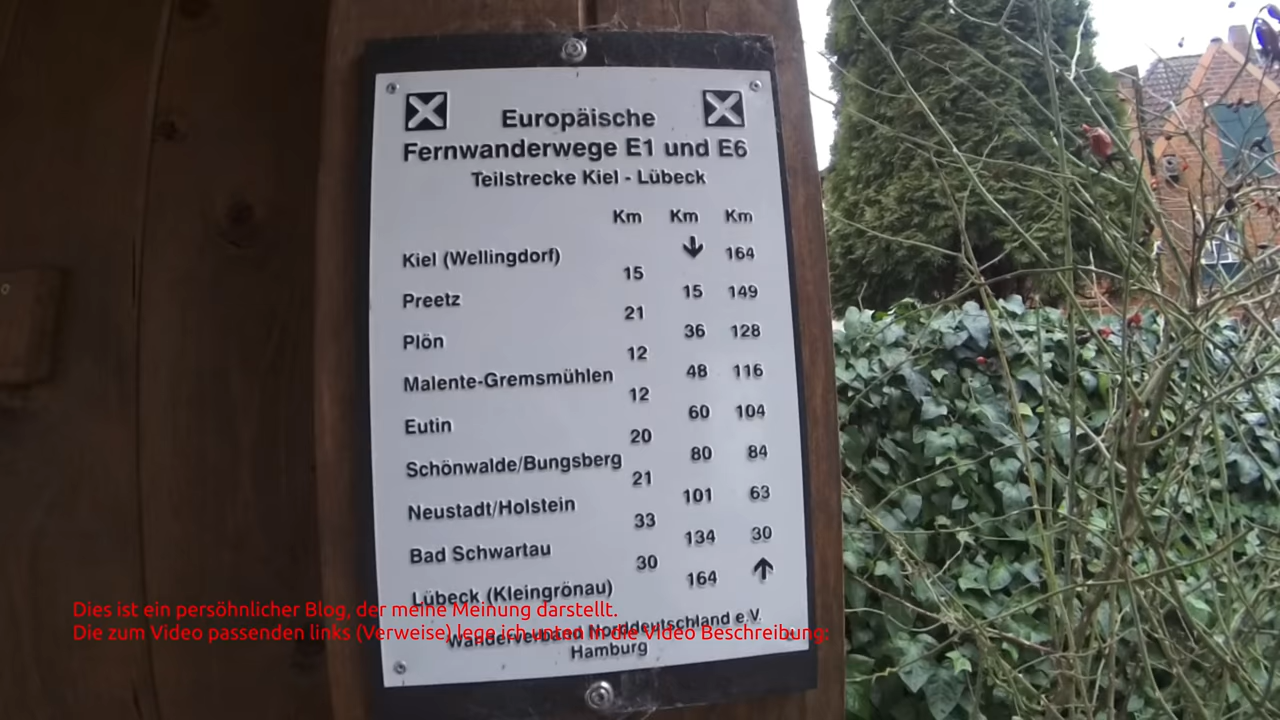 Europäische
Fernwanderwege E1 und E6
Teilstrecke Kiel - Lübeck
Km Km Km
Kiel (Wellingdorf) ↓ 164
15
Preetz 15 149
21
Plön 36 128
12
Malente-Gremsmühlen 48 116
12
Eutin 60 104
20
Schönwalde/Bungsberg 80 84
21
Neustadt/Holstein 101 63
33
Bad Schwartau 134 30
30
Lübeck (Kleingrönau) 164 ↑
Dies ist ein persöhnlicher Blog, der meine Meinung darstellt.
Die zum Video passenden links (Verweise) lege ich unten in die Video Beschreibung:
Wanderverband Norddeutschland e.V.
Hamburg